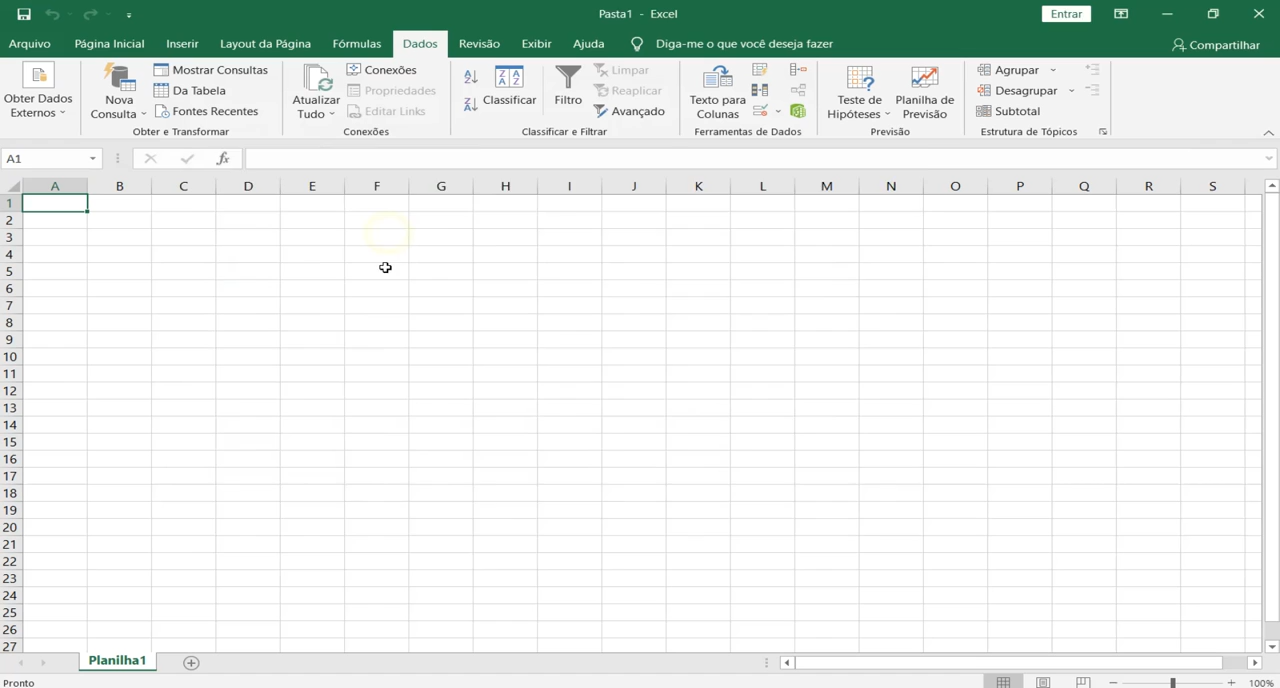 Pasta1 - Excel
Entrar
Arquivo Página Inicial Inserir Layout da Página Fórmulas Dados Revisão Exibir Ajuda Diga-me o que você deseja fazer Compartilhar
Obter Dados Externos
Nova Consulta
Mostrar Consultas
Da Tabela
Fontes Recentes
Obter e Transformar
Atualizar Tudo
Conexões
Propriedades
Editar Links
Conexões
Classificar
Filtro
Limpar
Reaplicar
Avançado
Classificar e Filtrar
Texto para Colunas
Ferramentas de Dados
Teste de Hipóteses
Planilha de Previsão
Previsão
Agrupar
Desagrupar
Subtotal
Estrutura de Tópicos
A1
fx
A B C D E F G H I J K L M N O P Q R S
1
2
3
4
5
6
7
8
9
10
11
12
13
14
15
16
17
18
19
20
21
22
23
24
25
26
27
Planilha1
Pronto
100%